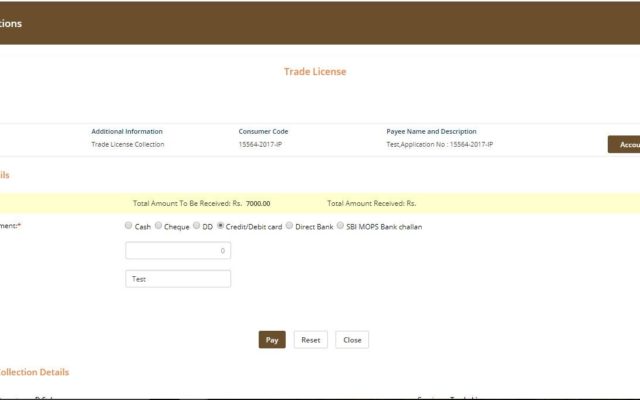 tions
Trade License
Additional Information Consumer Code Payee Name and Description
Trade License Collection 15564-2017-IP Test,Application No : 15564-2017-IP
Accou
ils
Total Amount To Be Received: Rs. 7000.00 Total Amount Received: Rs.
ment:* Cash Cheque DD Credit/Debit card Direct Bank SBI MOPS Bank challan
0
Test
Pay Reset Close
ollection Details